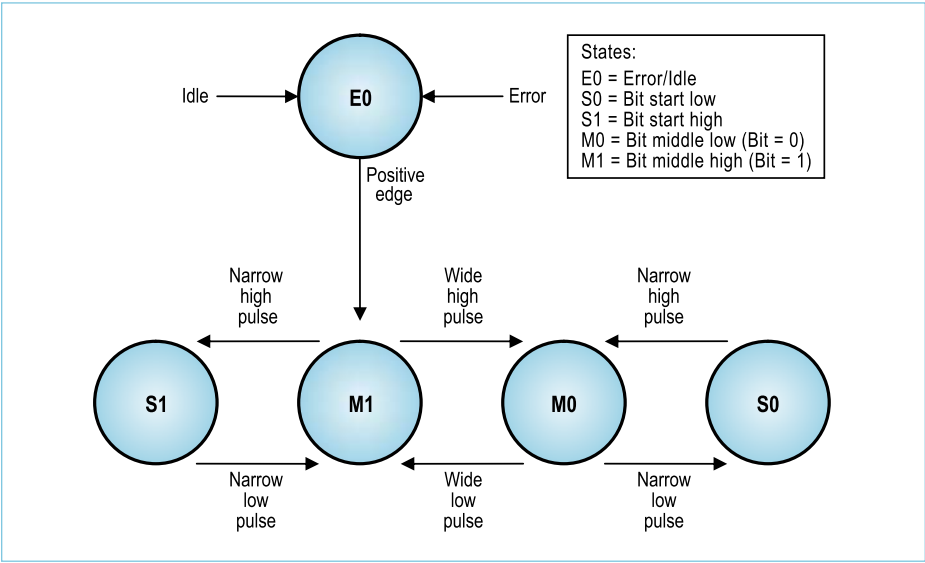 States:
E0 = Error/Idle
S0 = Bit start low
S1 = Bit start high
M0 = Bit middle low (Bit = 0)
M1 = Bit middle high (Bit = 1)
Idle
E0
Error
Positive
edge
Narrow
high
pulse
Wide
high
pulse
Narrow
high
pulse
S1
M1
M0
S0
Narrow
low
pulse
Wide
low
pulse
Narrow
low
pulse